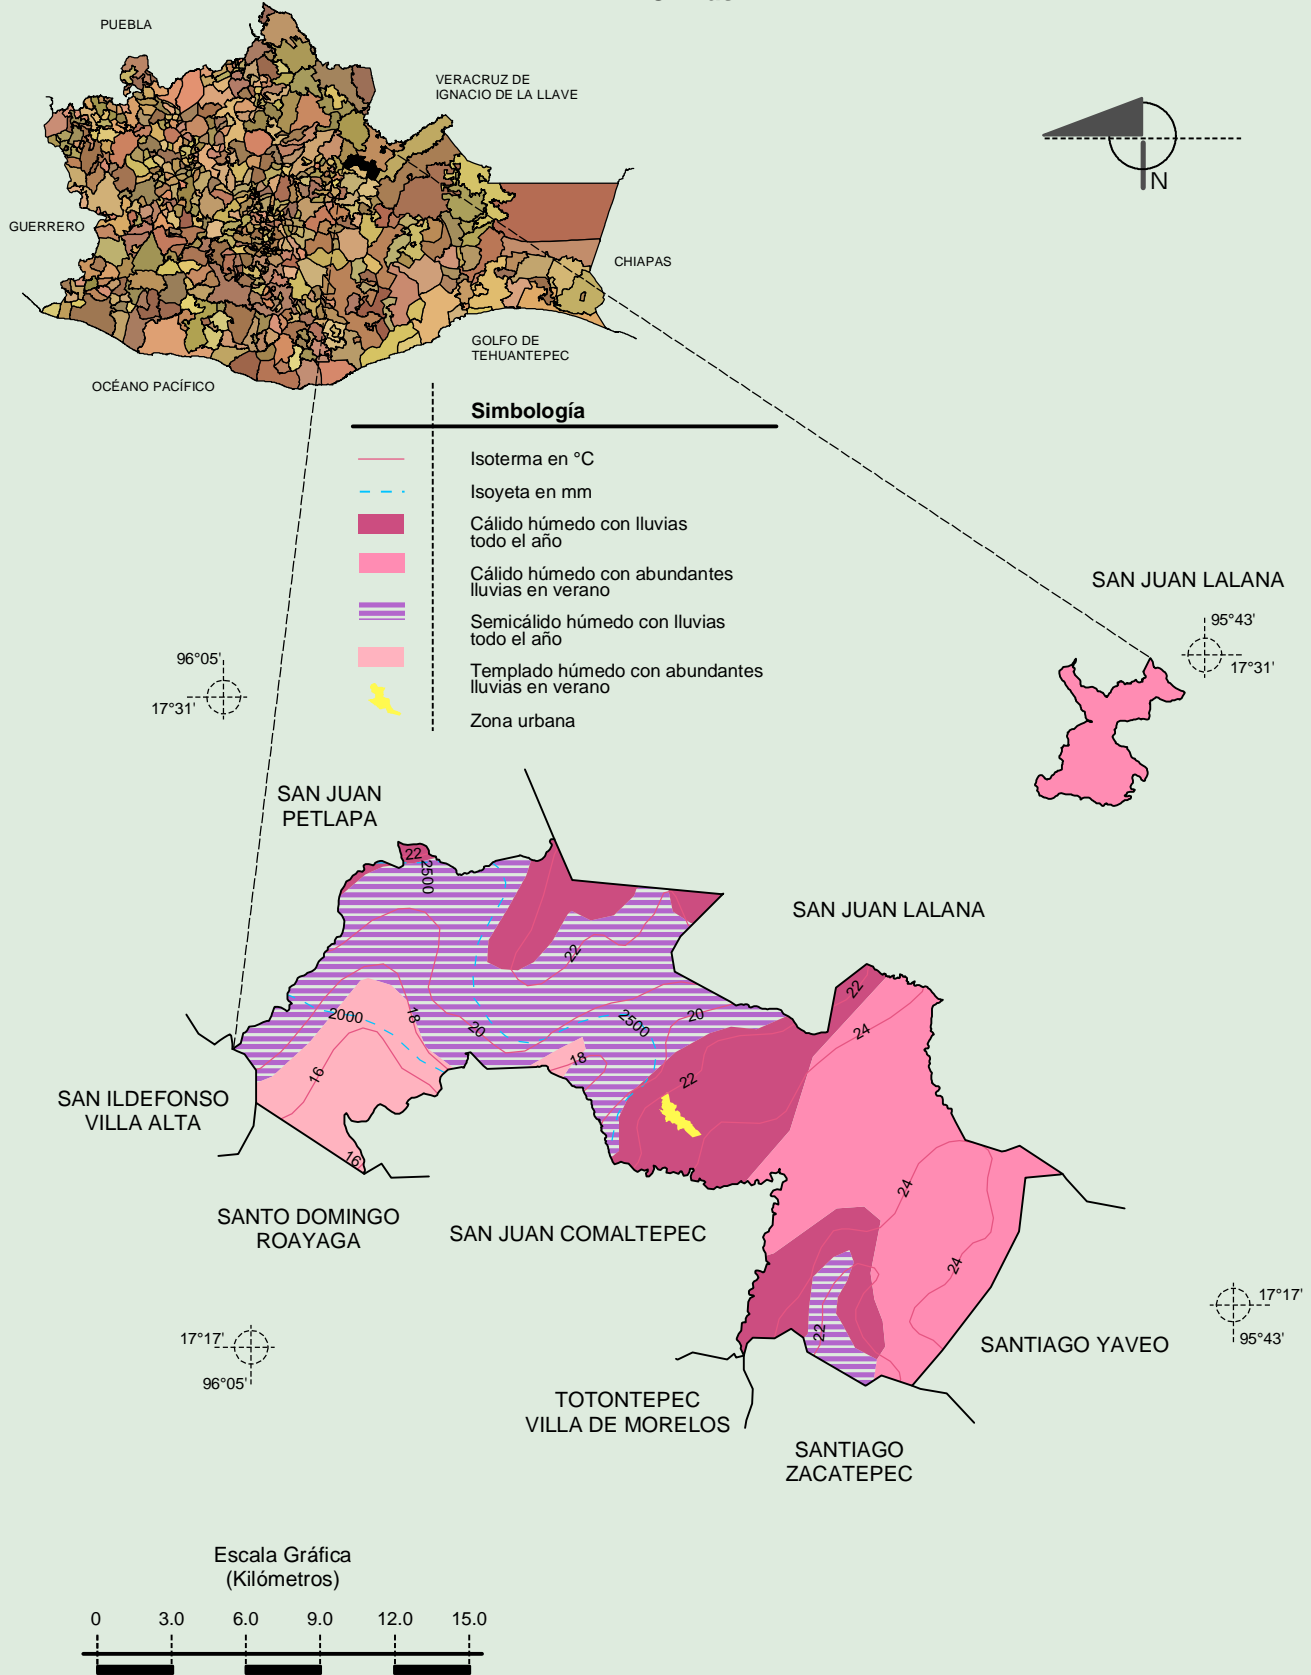 PUEBLA
VERACRUZ DE
IGNACIO DE LA LLAVE
N
GUERRERO
CHIAPAS
GOLFO DE
TEHUANTEPEC
OCÉANO PACÍFICO
Simbología
Isoterma en °C
Isoyeta en mm
Cálido húmedo con lluvias
todo el año
Cálido húmedo con abundantes
lluvias en verano
Semicálido húmedo con lluvias
todo el año
Templado húmedo con abundantes
lluvias en verano
Zona urbana
SAN JUAN LALANA
95°43'
17°31'
96°05'
17°31'
SAN JUAN
PETLAPA
22
2500
SAN JUAN LALANA
22
22
2000
18
20
2500
20
24
18
16
22
SAN ILDEFONSO
VILLA ALTA
16
24
SANTO DOMINGO
ROAYAGA
SAN JUAN COMALTEPEC
24
22
17°17'
95°43'
17°17'
96°05'
SANTIAGO YAVEO
TOTONTEPEC
VILLA DE MORELOS
SANTIAGO
ZACATEPEC
Escala Gráfica
(Kilómetros)
0 3.0 6.0 9.0 12.0 15.0